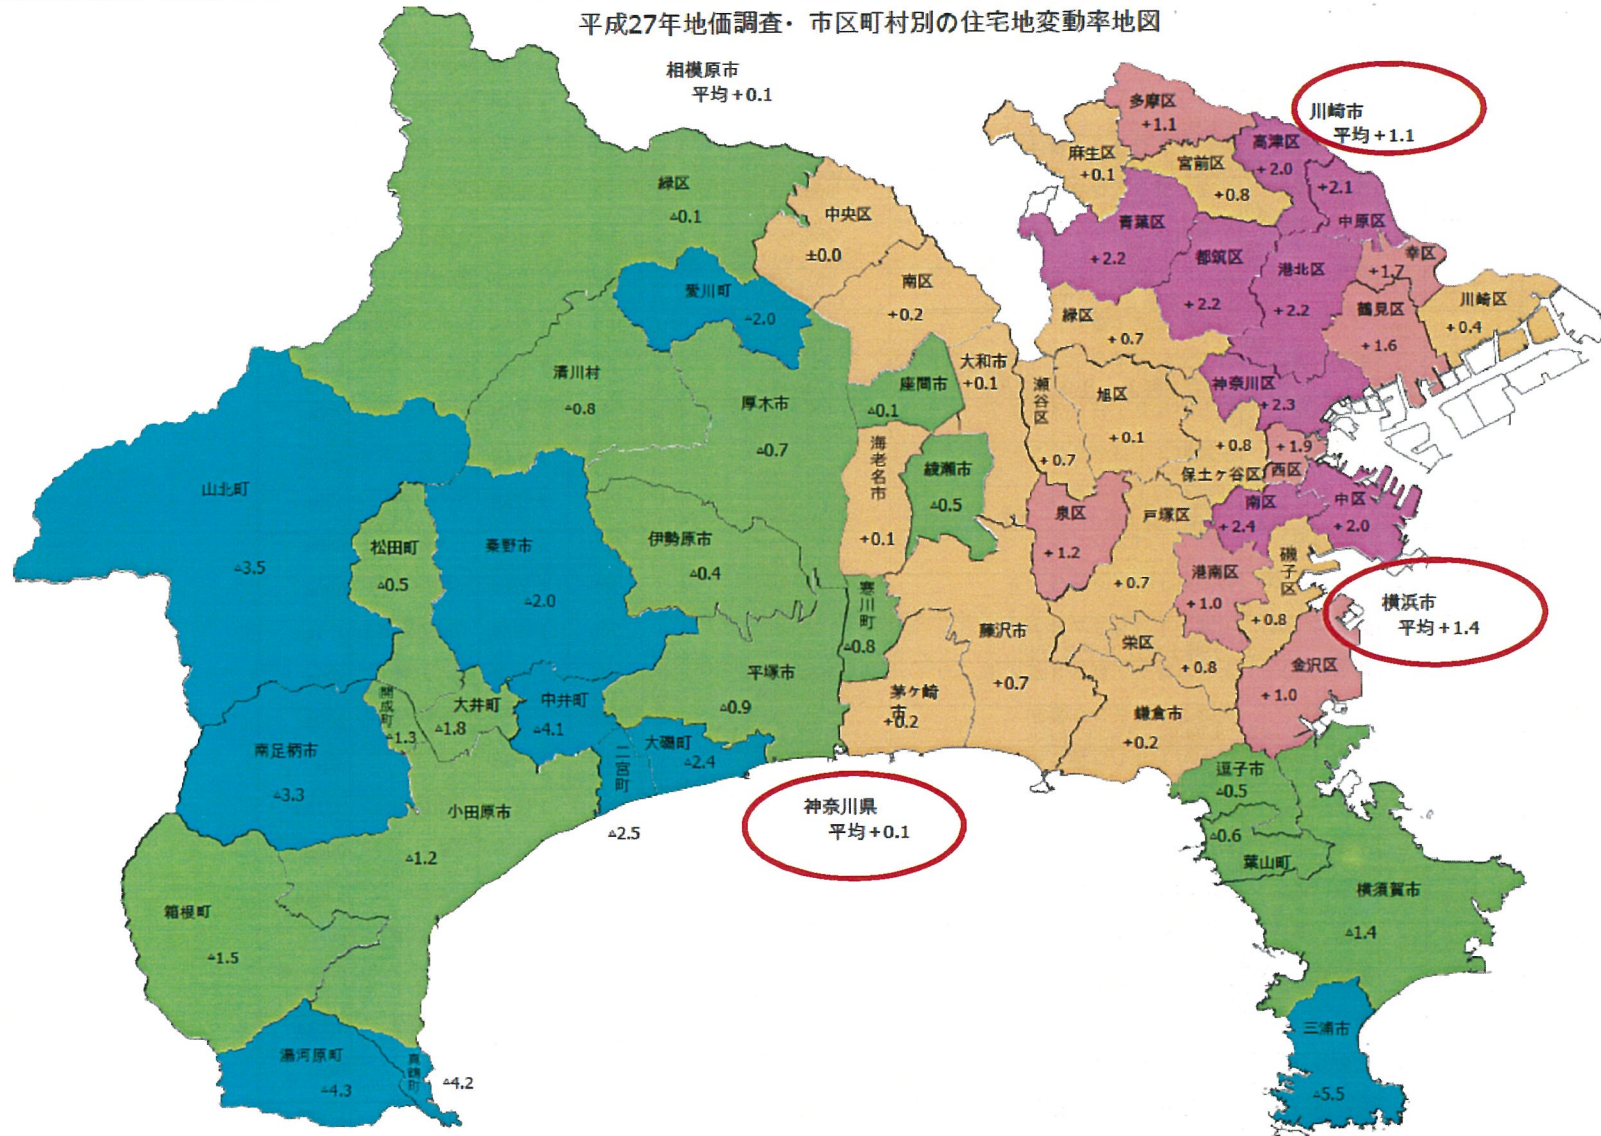 平成27年地価調査・ 市区町村別の住宅地変動率地図
相模原市
平均+0.1
川崎市
平均+1.1
多摩区
+1.1
高津区
+2.0
麻生区
+0.1
宮前区
+0.8
+2.1
中原区
緑区
△0.1
中央区
±0.0
青葉区
+2.2
都筑区
+2.2
港北区
+2.2
幸区
+1.7
南区
+0.2
愛川町
△2.0
川崎区
+0.4
鶴見区
+1.6
緑区
+0.7
清川村
△0.8
厚木市
△0.7
座間市
△0.1
大和市
+0.1
瀬谷区
+0.7
旭区
+0.1
神奈川区
+2.3
+0.8
保土ヶ谷区
+1.9
西区
海老名市
+0.1
綾瀬市
△0.5
山北町
△3.5
松田町
△0.5
秦野市
△2.0
伊勢原市
△0.4
泉区
+1.2
戸塚区
+0.7
南区
+2.4
中区
+2.0
港南区
+1.0
磯子区
+0.8
横浜市
平均+1.4
寒川町
△0.8
藤沢市
+0.7
栄区
+0.8
金沢区
+1.0
平塚市
△0.9
茅ヶ崎
市
+0.2
鎌倉市
+0.2
開成町
△1.3
大井町
△1.8
中井町
△4.1
二宮町
△2.5
大磯町
△2.4
南足柄市
△3.3
小田原市
△1.2
神奈川県
平均+0.1
逗子市
△0.5
△0.6
葉山町
横須賀市
△1.4
箱根町
△1.5
湯河原町
△4.3
真鶴町
△4.2
三浦市
△5.5